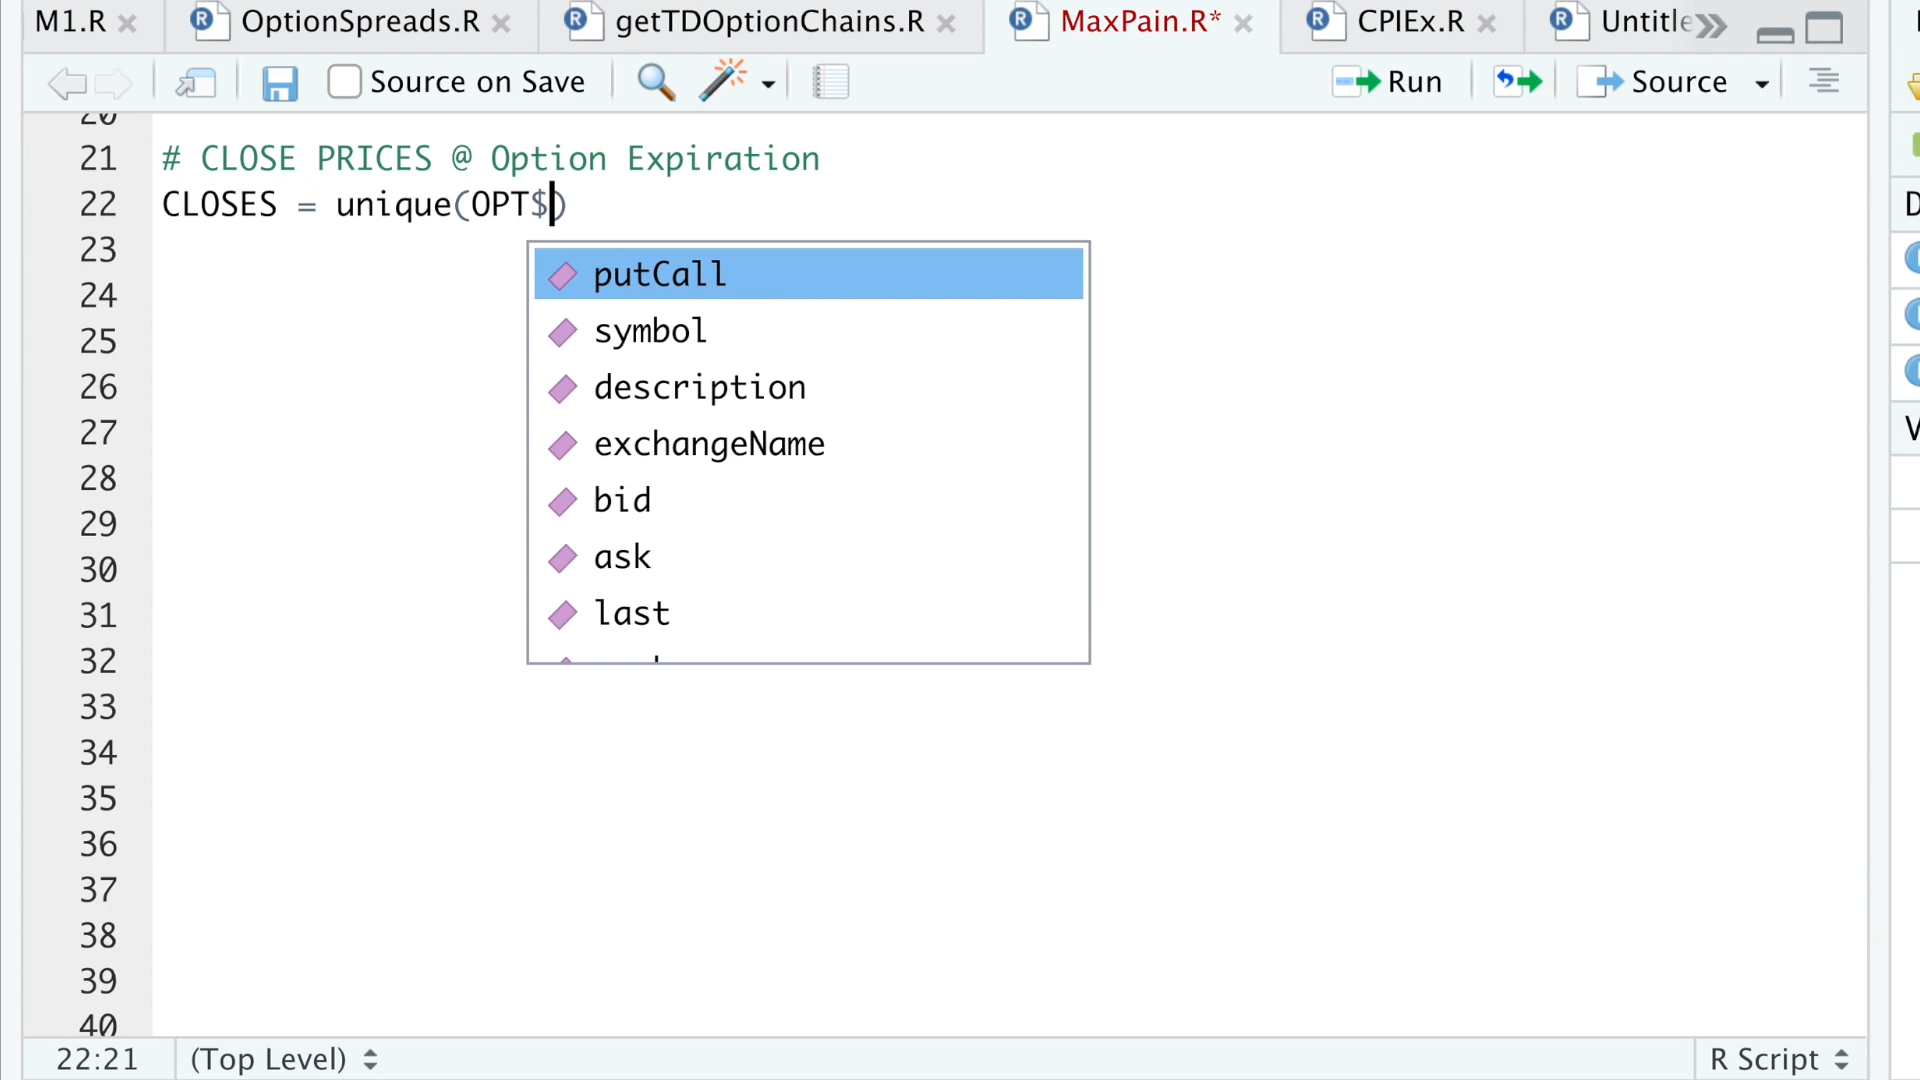 M1.R
OptionSpreads.R
getTDOptionChains.R
MaxPain.R*
CPIEx.R
Untitle
Source on Save
Run
Source
20
21 # CLOSE PRICES @ Option Expiration
22 CLOSES = unique(OPT$)
23
24
25
26
27
28
29
30
31
32
33
34
35
36
37
38
39
40
putCall
symbol
description
exchangeName
bid
ask
last
22:21
(Top Level)
R Script